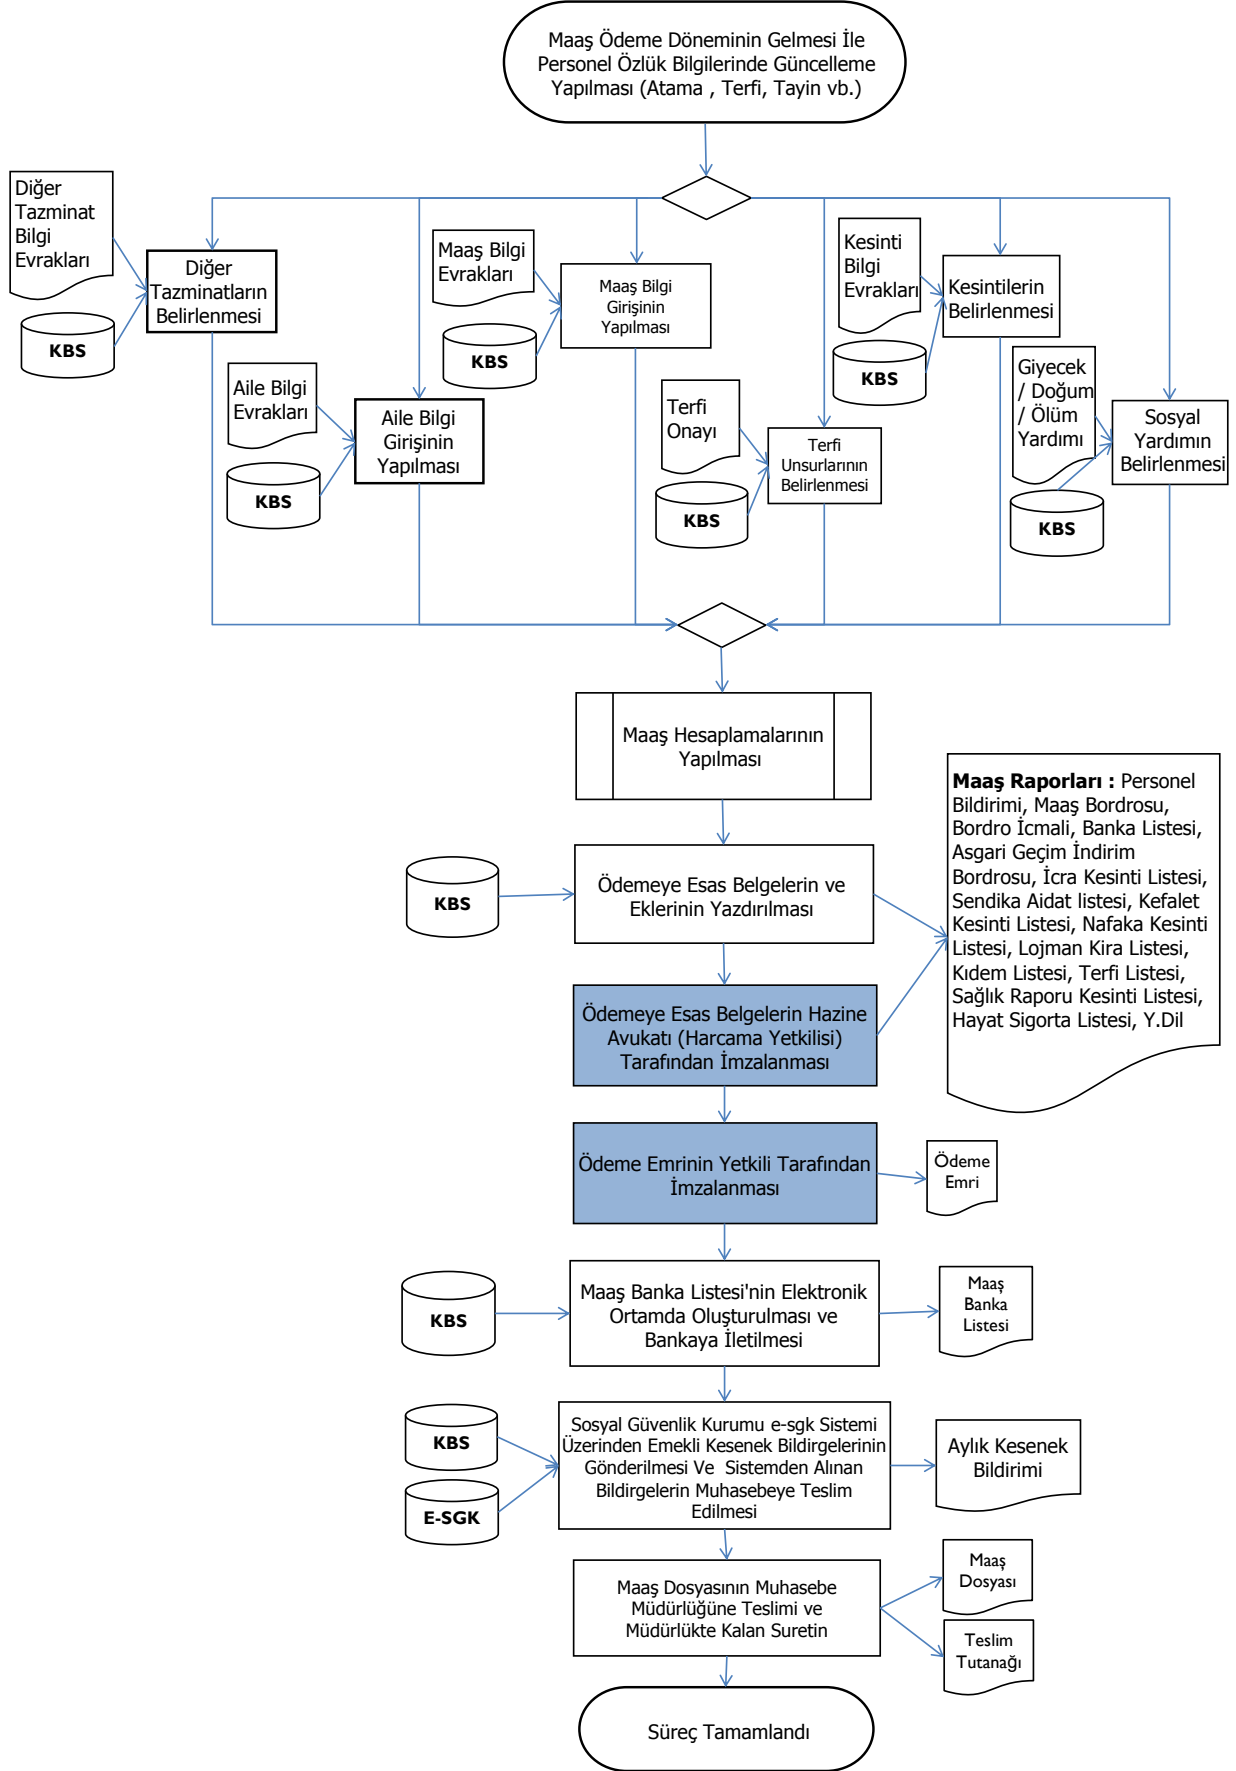 Maaş Ödeme Döneminin Gelmesi İle
Personel Özlük Bilgilerinde Güncelleme
Yapılması (Atama , Terfi, Tayin vb.)
Diğer
Tazminat
Bilgi
Evrakları
KBS
Diğer
Tazminatların
Belirlenmesi
Aile Bilgi
Evrakları
KBS
Aile Bilgi
Girişinin
Yapılması
Maaş Bilgi
Evrakları
KBS
Maaş Bilgi
Girişinin
Yapılması
Terfi
Onayı
KBS
Terfi
Unsurlarının
Belirlenmesi
Kesinti
Bilgi
Evrakları
KBS
Kesintilerin
Belirlenmesi
Giyecek
/ Doğum
/ Ölüm
Yardımı
KBS
Sosyal
Yardımın
Belirlenmesi
Maaş Hesaplamalarının
Yapılması
KBS
Ödemeye Esas Belgelerin ve
Eklerinin Yazdırılması
Maaş Raporları : Personel
Bildirimi, Maaş Bordrosu,
Bordro İcmali, Banka Listesi,
Asgari Geçim İndirim
Bordrosu, İcra Kesinti Listesi,
Sendika Aidat listesi, Kefalet
Kesinti Listesi, Nafaka Kesinti
Listesi, Lojman Kira Listesi,
Kıdem Listesi, Terfi Listesi,
Sağlık Raporu Kesinti Listesi,
Hayat Sigorta Listesi, Y.Dil
Ödemeye Esas Belgelerin Hazine
Avukatı (Harcama Yetkilisi)
Tarafından İmzalanması
Ödeme Emrinin Yetkili Tarafından
İmzalanması
Ödeme
Emri
KBS
Maaş Banka Listesi'nin Elektronik
Ortamda Oluşturulması ve
Bankaya İletilmesi
Maaş
Banka
Listesi
KBS
E-SGK
Sosyal Güvenlik Kurumu e-sgk Sistemi
Üzerinden Emekli Kesenek Bildirgelerinin
Gönderilmesi Ve Sistemden Alınan
Bildirgelerin Muhasebeye Teslim
Edilmesi
Aylık Kesenek
Bildirimi
Maaş Dosyasının Muhasebe
Müdürlüğüne Teslimi ve
Müdürlükte Kalan Suretin
Maaş
Dosyası
Teslim
Tutanağı
Süreç Tamamlandı